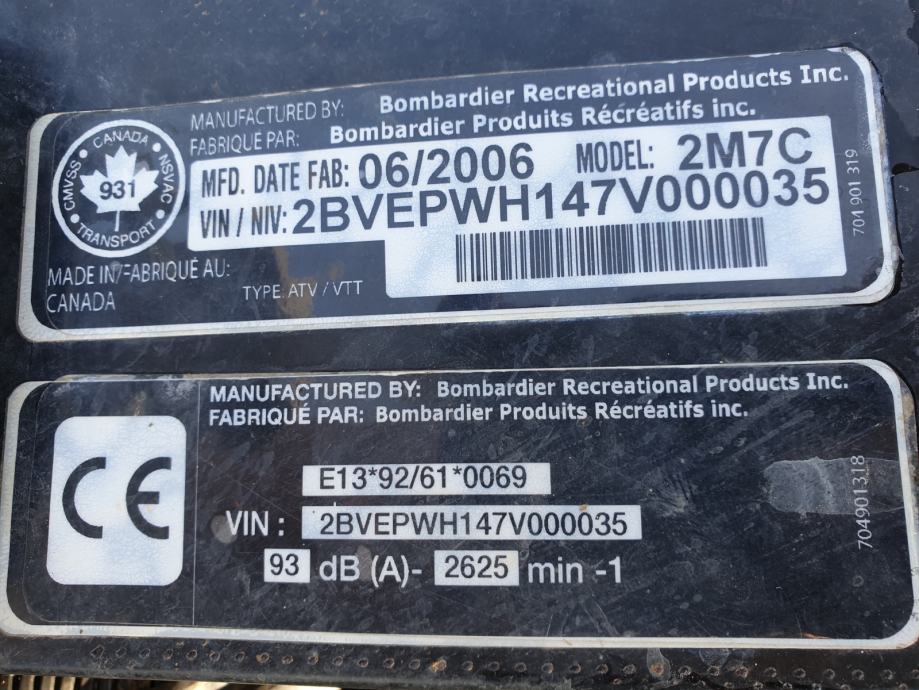 MANUFACTURED BY: Bombardier Recreational Products Inc.
FABRIQUÉ PAR: Bombardier Produits Récréatifs inc.
CANADA
CMVSS
NSVAC
931
TRANSPORT
MFD. DATE FAB: 06/2006 MODEL: 2M7C
VIN / NIV: 2BVEPWH147V000035
MADE IN/FABRIQUÉ AU:
CANADA
TYPE: ATV / VTT
704 901 319
MANUFACTURED BY: Bombardier Recreational Products Inc.
FABRIQUÉ PAR: Bombardier Produits Récréatifs inc.
CE
E13*92/61*0069
VIN : 2BVEPWH147V000035
93 dB (A)- 2625 min -1
704901318